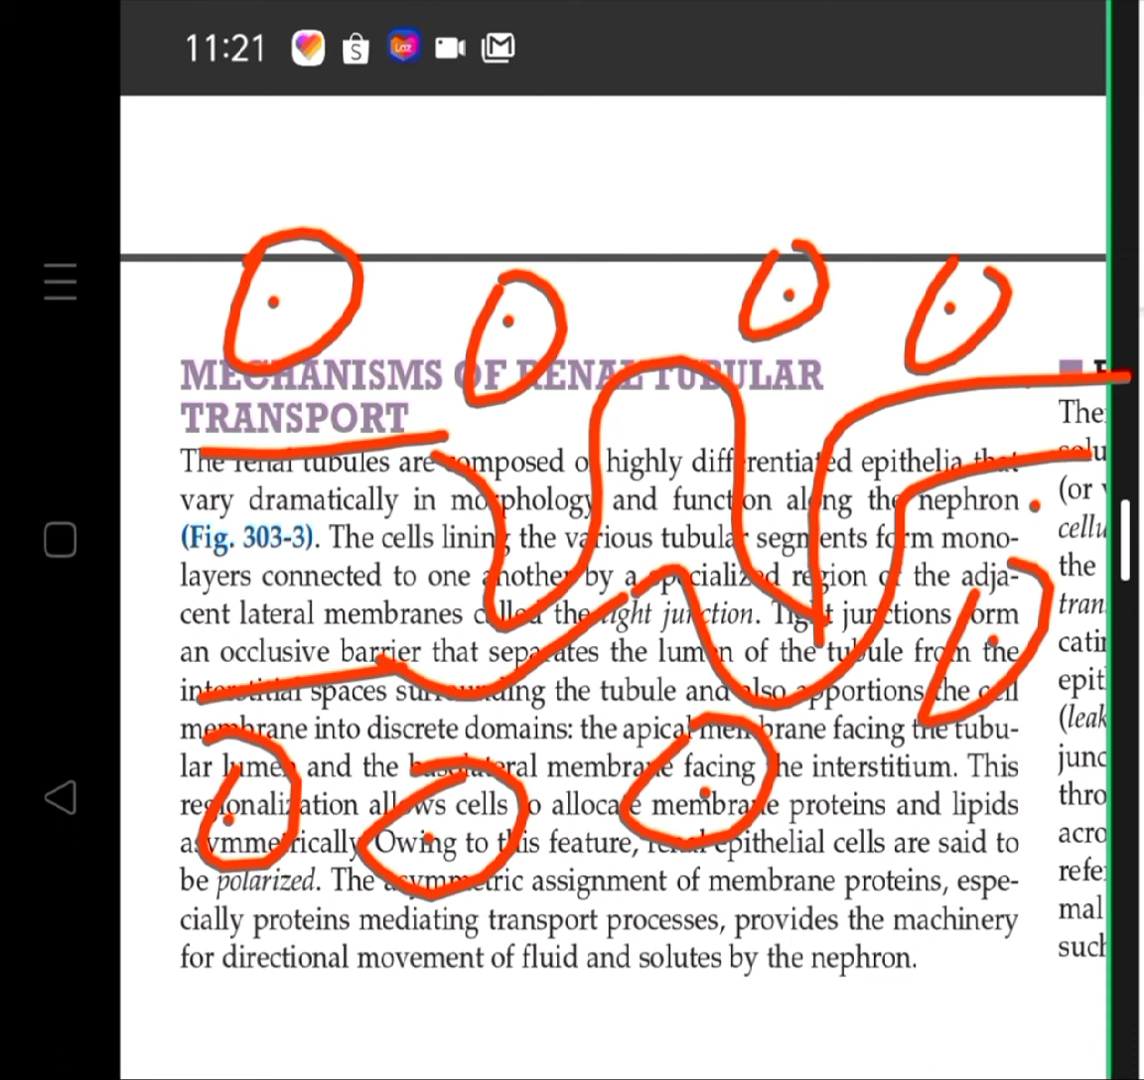 11:21
MECHANISMS OF RENAL TUBULAR
TRANSPORT
The renal tubules are composed of highly differentiated epithelia that
vary dramatically in morphology and function along the nephron
(Fig. 303-3). The cells lining the various tubular segments form mono-
layers connected to one another by a specialized region of the adja-
cent lateral membranes called the tight junction. Tight junctions form
an occlusive barrier that separates the lumen of the tubule from the
interstitial spaces surrounding the tubule and also apportions the cell
membrane into discrete domains: the apical membrane facing the tubu-
lar lumen and the basolateral membrane facing the interstitium. This
regionalization allows cells to allocate membrane proteins and lipids
asymmetrically. Owing to this feature, renal epithelial cells are said to
be polarized. The asymmetric assignment of membrane proteins, espe-
cially proteins mediating transport processes, provides the machinery
for directional movement of fluid and solutes by the nephron.
The
solu
(or
cellu
the
tran
catin
epit
(leak
junc
thro
acro
refe
mal
such